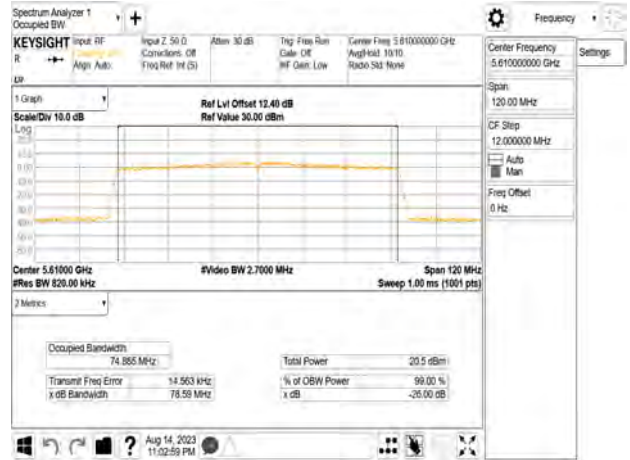 Spectrum Analyzer 1
Occupied BW
Frequency
KEYSIGHT Input: RF
R
Align: Auto
Input Z: 50 Ω
Corrections: Off
Freq Ref: Int (S)
Atten: 30 dB
Trig: Free Run
Gate: Off
#IF Gain: Low
Center Freq: 5.610000000 GHz
Avg|Hold: 10/10
Radio Std: None
Center Frequency
5.610000000 GHz
Settings
Span
120.00 MHz
CF Step
12.000000 MHz
Auto
Man
Freq Offset
0 Hz
1 Graph
Scale/Div 10.0 dB
Ref Lvl Offset 12.40 dB
Ref Value 30.00 dBm
Log
Center 5.61000 GHz
#Res BW 820.00 kHz
#Video BW 2.7000 MHz
Span 120 MHz
Sweep 1.00 ms (1001 pts)
2 Metrics
Occupied Bandwidth
74.865 MHz
Total Power 20.5 dBm
Transmit Freq Error 14.563 kHz
% of OBW Power 99.00 %
x dB Bandwidth 78.59 MHz
x dB -26.00 dB
Aug 14, 2023
11:02:59 PM